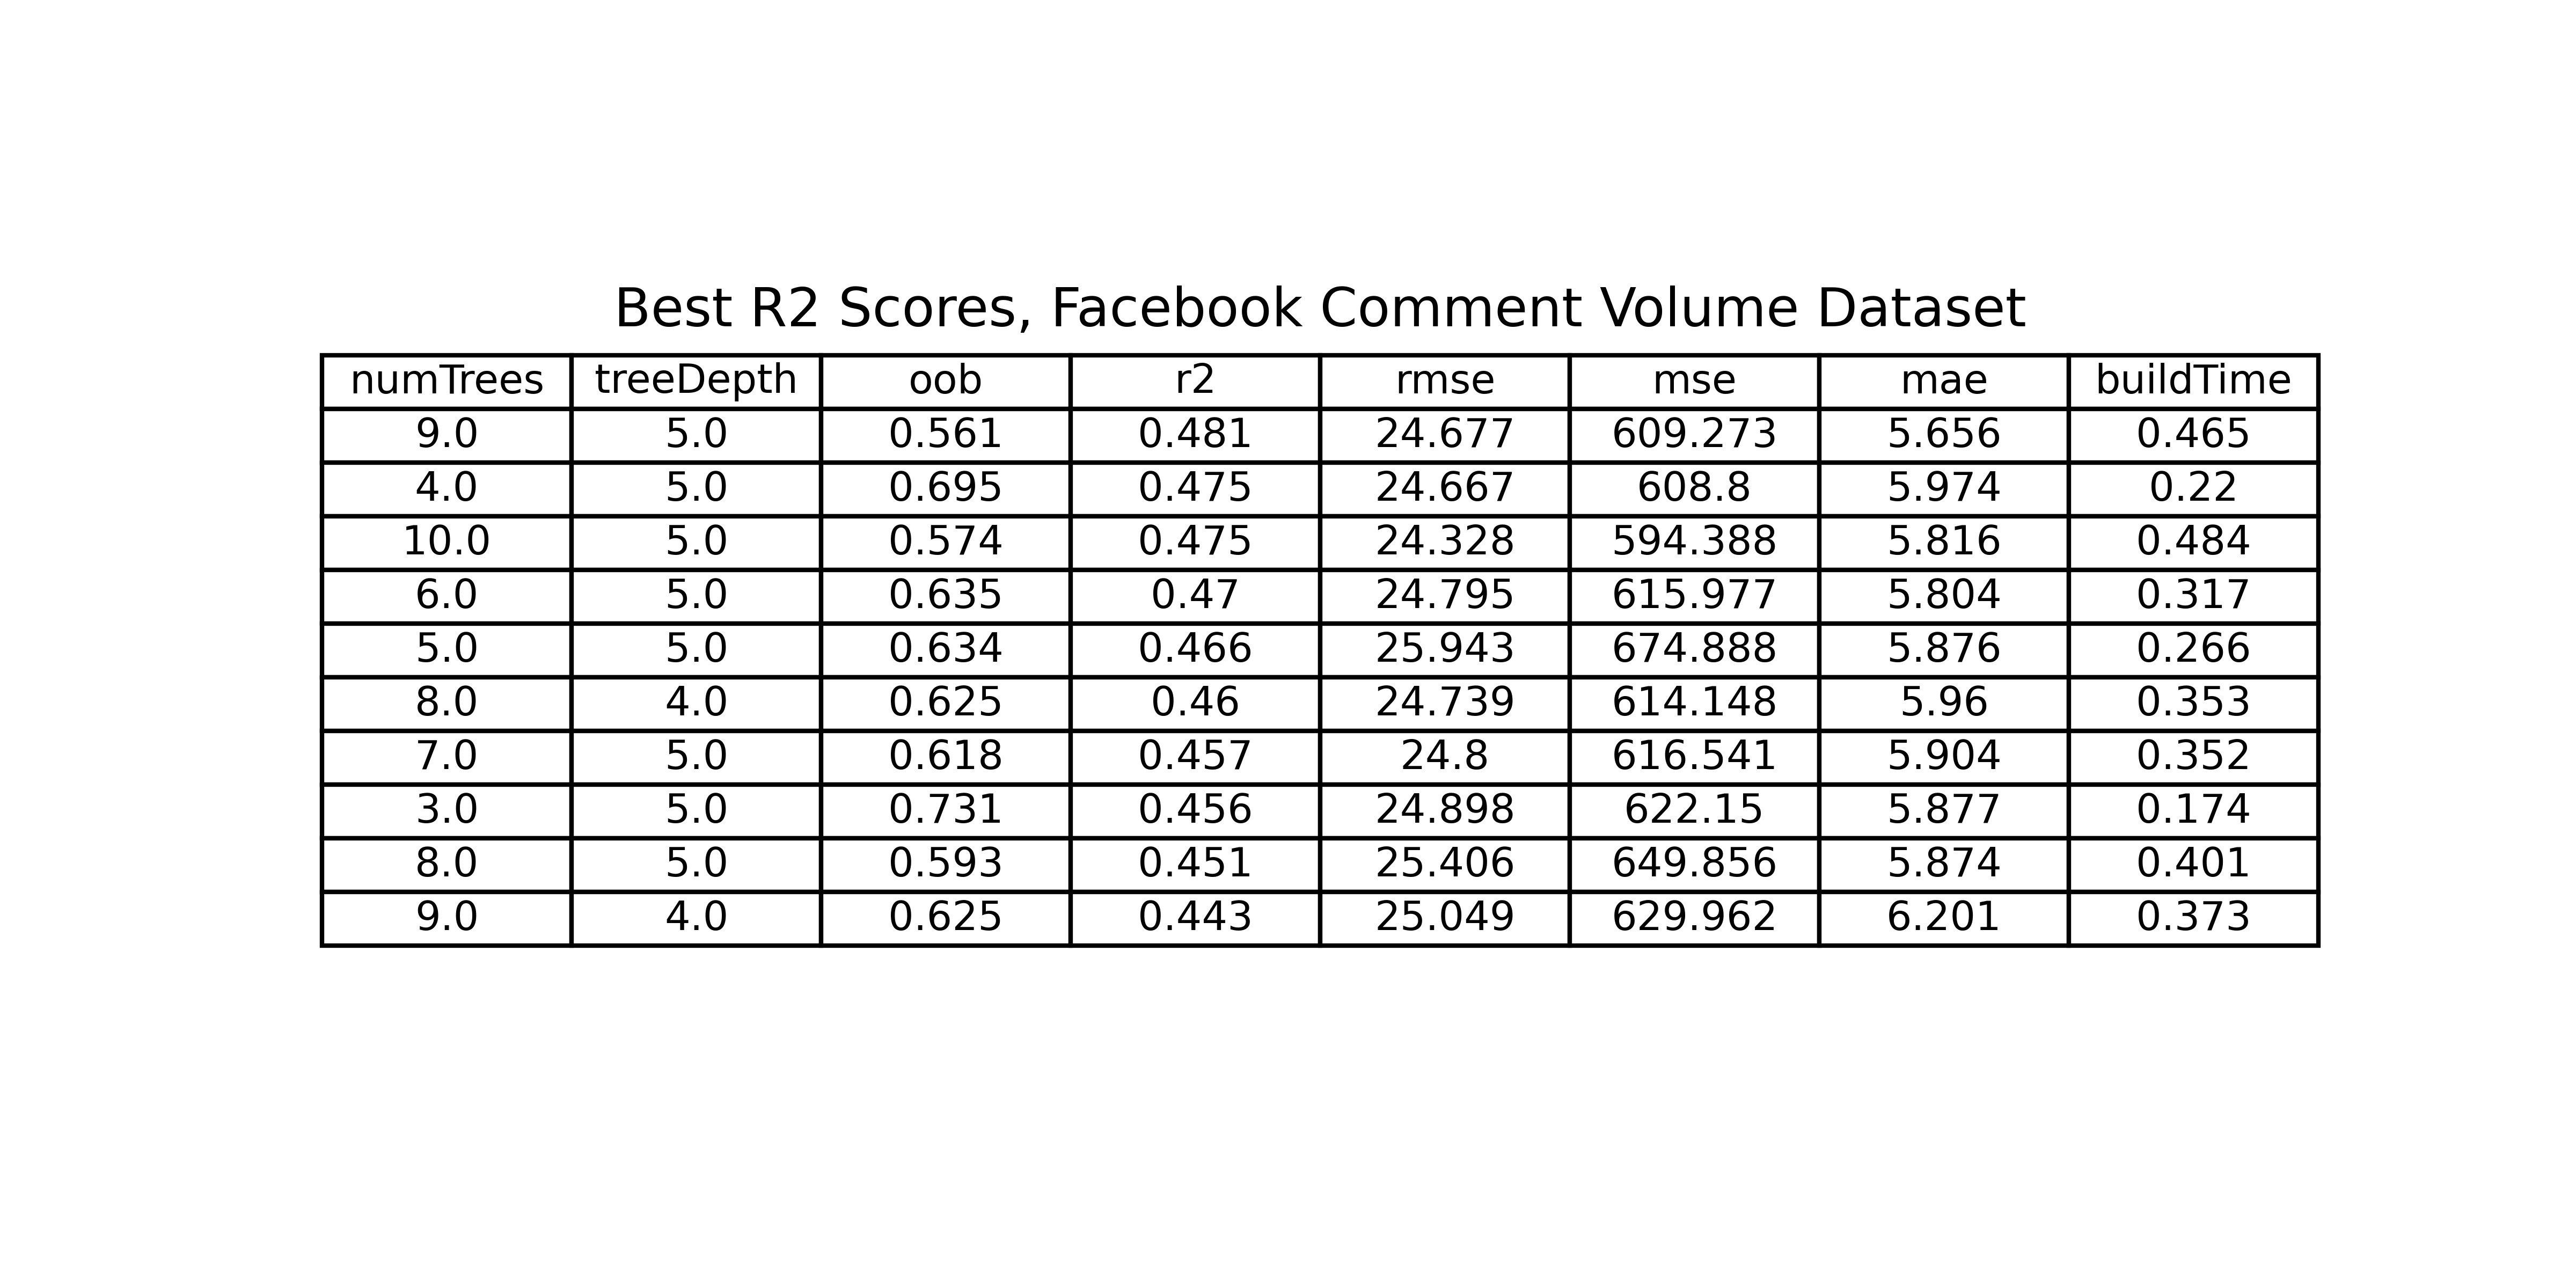 Best R2 Scores, Facebook Comment Volume Dataset
numTrees treeDepth oob r2 rmse mse mae buildTime
9.0 5.0 0.561 0.481 24.677 609.273 5.656 0.465
4.0 5.0 0.695 0.475 24.667 608.8 5.974 0.22
10.0 5.0 0.574 0.475 24.328 594.388 5.816 0.484
6.0 5.0 0.635 0.47 24.795 615.977 5.804 0.317
5.0 5.0 0.634 0.466 25.943 674.888 5.876 0.266
8.0 4.0 0.625 0.46 24.739 614.148 5.96 0.353
7.0 5.0 0.618 0.457 24.8 616.541 5.904 0.352
3.0 5.0 0.731 0.456 24.898 622.15 5.877 0.174
8.0 5.0 0.593 0.451 25.406 649.856 5.874 0.401
9.0 4.0 0.625 0.443 25.049 629.962 6.201 0.373